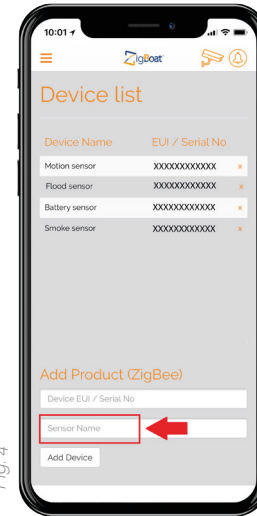 10:01
ZigBoat
Device list
Device Name EUI / Serial No
Motion sensor XXXXXXXXXXXX x
Flood sensor XXXXXXXXXXXX x
Battery sensor XXXXXXXXXXXX x
Smoke sensor XXXXXXXXXXXX x
Add Product (ZigBee)
Device EUI / Serial No
Sensor Name
Add Device
Fig. 4